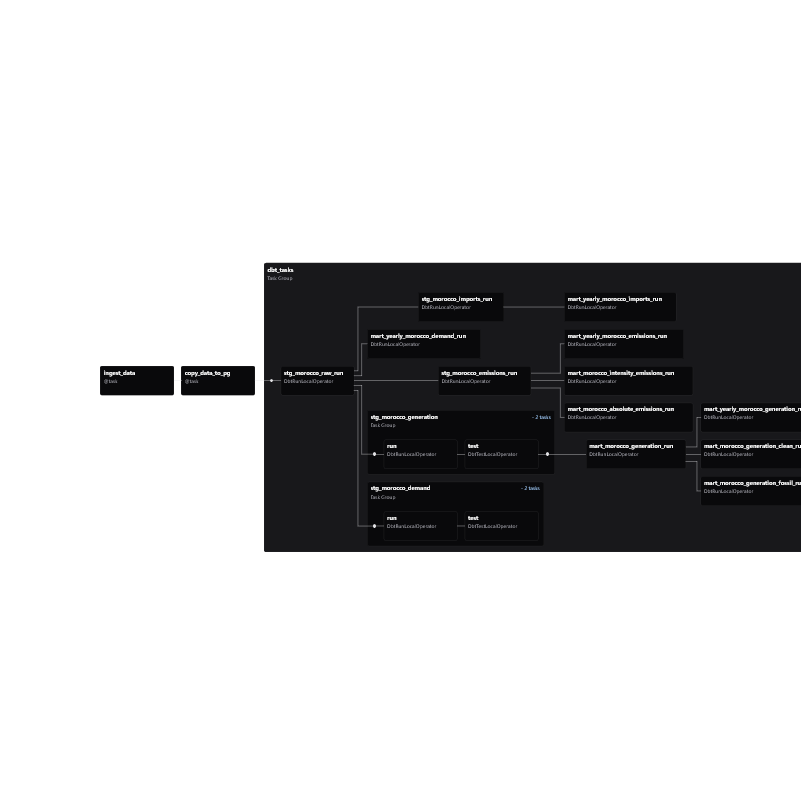 dbt_tasks
Task Group
stg_morocco_imports_run
DbtRunLocalOperator
mart_yearly_morocco_imports_run
DbtRunLocalOperator
mart_yearly_morocco_demand_run
DbtRunLocalOperator
mart_yearly_morocco_emissions_run
DbtRunLocalOperator
ingest_data
@task
copy_data_to_pg
@task
stg_morocco_raw_run
DbtRunLocalOperator
stg_morocco_emissions_run
DbtRunLocalOperator
mart_morocco_intensity_emissions_run
DbtRunLocalOperator
mart_morocco_absolute_emissions_run
DbtRunLocalOperator
mart_yearly_morocco_generation_r
DbtRunLocalOperator
stg_morocco_generation
- 2 tasks
Task Group
run
DbtRunLocalOperator
test
DbtTestLocalOperator
mart_morocco_generation_run
DbtRunLocalOperator
mart_morocco_generation_clean_ru
DbtRunLocalOperator
mart_morocco_generation_fossil_ru
DbtRunLocalOperator
stg_morocco_demand
- 2 tasks
Task Group
run
DbtRunLocalOperator
test
DbtTestLocalOperator